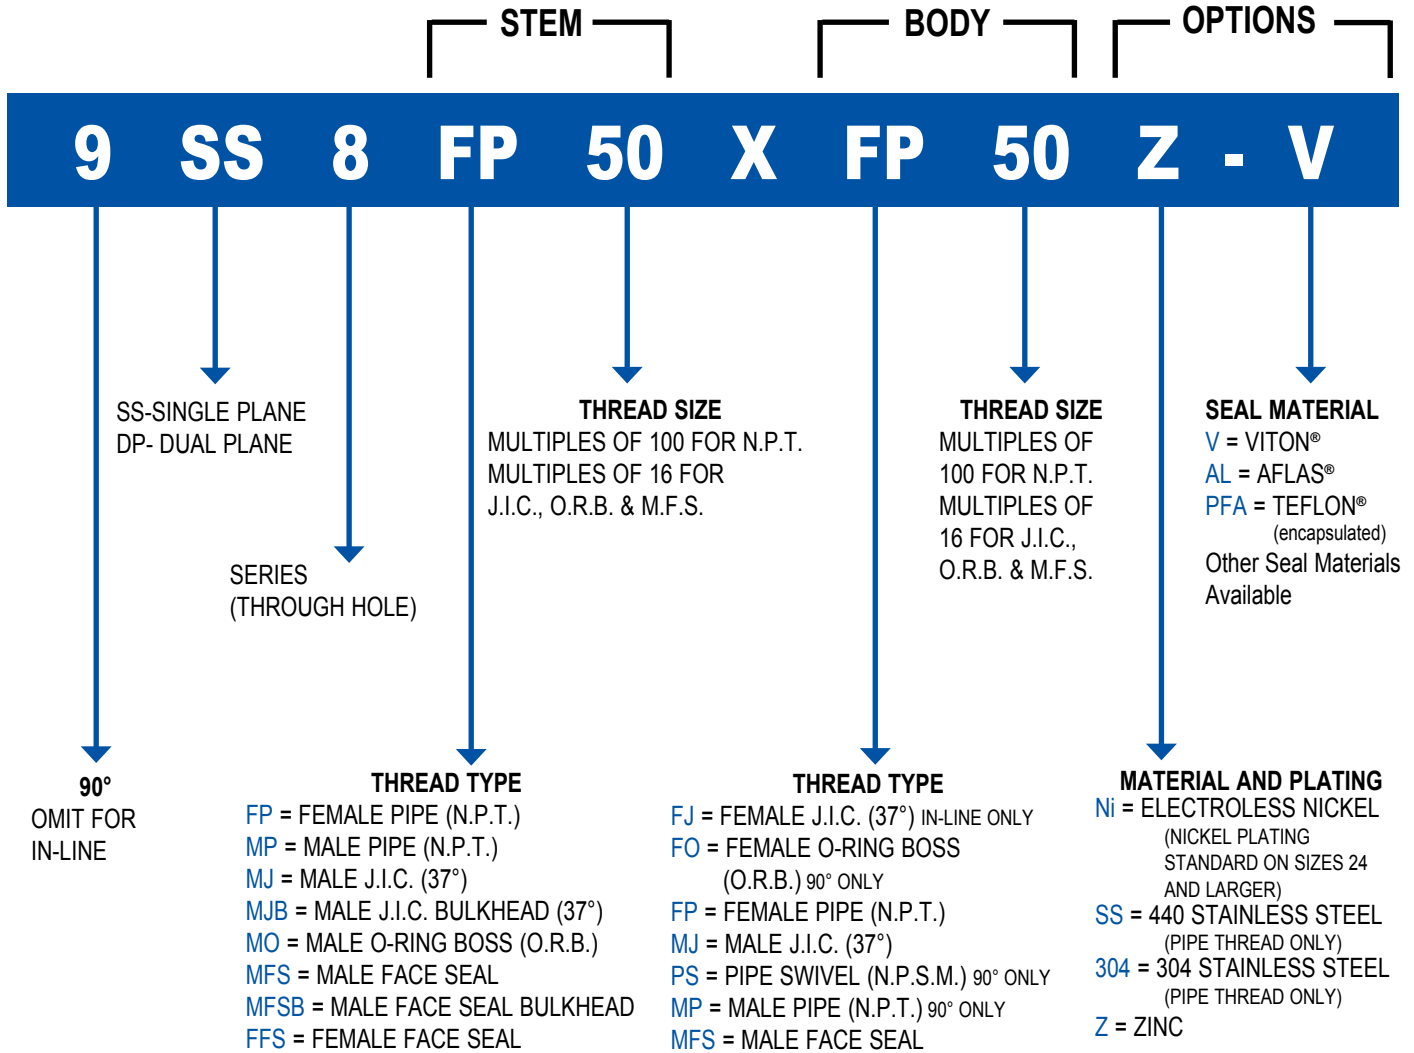 STEM BODY OPTIONS
9 SS 8 FP 50 X FP 50 Z - V
SS-SINGLE PLANE
DP- DUAL PLANE
THREAD SIZE
MULTIPLES OF 100 FOR N.P.T.
MULTIPLES OF 16 FOR
J.I.C., O.R.B. & M.F.S.
THREAD SIZE
MULTIPLES OF
100 FOR N.P.T.
MULTIPLES OF
16 FOR J.I.C.,
O.R.B. & M.F.S.
SEAL MATERIAL
V = VITON®
AL = AFLAS®
PFA = TEFLON®
(encapsulated)
Other Seal Materials
Available
SERIES
(THROUGH HOLE)
90°
OMIT FOR
IN-LINE
THREAD TYPE
FP = FEMALE PIPE (N.P.T.)
MP = MALE PIPE (N.P.T.)
MJ = MALE J.I.C. (37°)
MJB = MALE J.I.C. BULKHEAD (37°)
MO = MALE O-RING BOSS (O.R.B.)
MFS = MALE FACE SEAL
MFSB = MALE FACE SEAL BULKHEAD
FFS = FEMALE FACE SEAL
THREAD TYPE
FJ = FEMALE J.I.C. (37°) IN-LINE ONLY
FO = FEMALE O-RING BOSS
(O.R.B.) 90° ONLY
FP = FEMALE PIPE (N.P.T.)
MJ = MALE J.I.C. (37°)
PS = PIPE SWIVEL (N.P.S.M.) 90° ONLY
MP = MALE PIPE (N.P.T.) 90° ONLY
MFS = MALE FACE SEAL
MATERIAL AND PLATING
Ni = ELECTROLESS NICKEL
(NICKEL PLATING
STANDARD ON SIZES 24
AND LARGER)
SS = 440 STAINLESS STEEL
(PIPE THREAD ONLY)
304 = 304 STAINLESS STEEL
(PIPE THREAD ONLY)
Z = ZINC